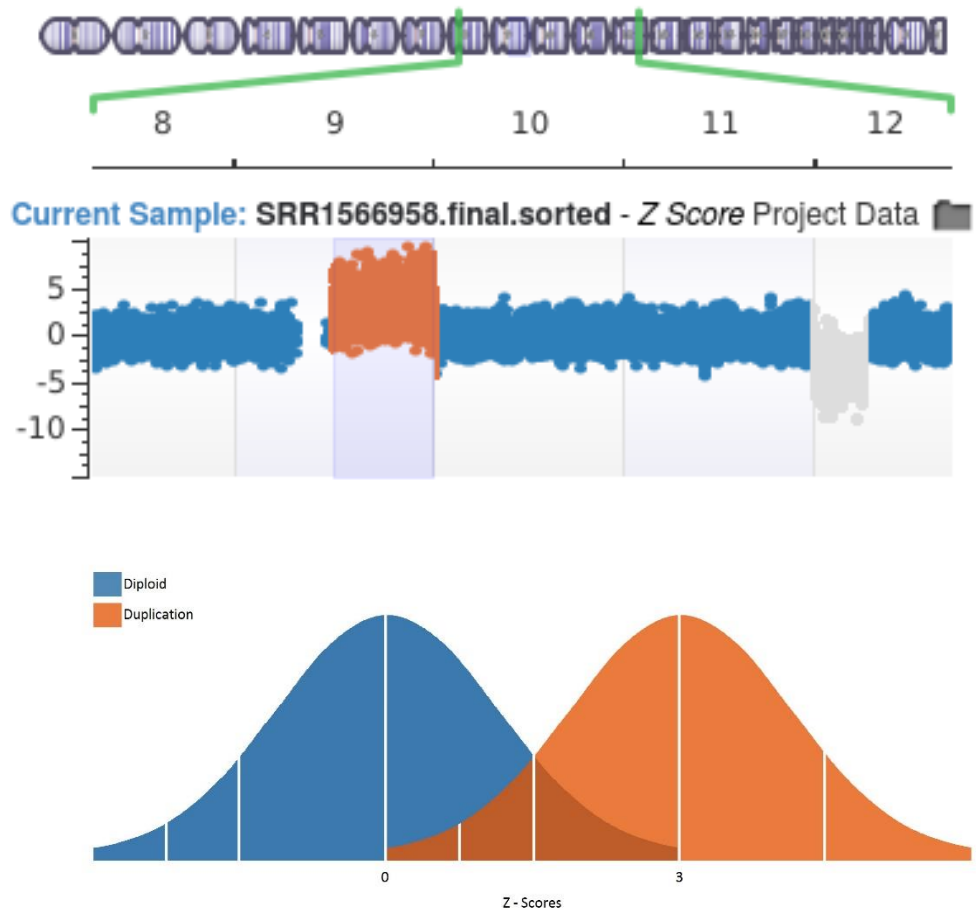 8 9 10 11 12
Current Sample: SRR1566958.final.sorted - Z Score Project Data
5
0
-5
-10
Diploid
Duplication
0 3
Z - Scores